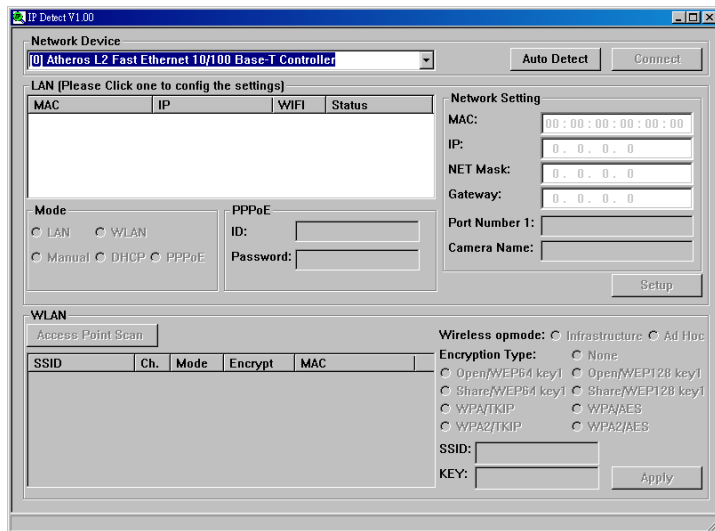 IP Detect V1.00
Network Device
[0] Atheros L2 Fast Ethernet 10/100 Base-T Controller
Auto Detect
Connect
LAN (Please Click one to config the settings)
MAC IP WIFI Status
Network Setting
MAC: 00:00:00:00:00:00
IP: 0. 0. 0. 0
NET Mask: 0. 0. 0. 0
Gateway: 0. 0. 0. 0
Port Number 1:
Camera Name:
Mode
LAN WLAN
Manual DHCP PPPoE
PPPoE
ID:
Password:
Setup
WLAN
Access Point Scan
SSID Ch. Mode Encrypt MAC
Wireless opmode: Infrastructure Ad Hoc
Encryption Type: None
Open/WEP64 key1 Open/WEP128 key1
Share/WEP64 key1 Share/WEP128 key1
WPA/TKIP WPA/AES
WPA2/TKIP WPA2/AES
SSID:
KEY:
Apply